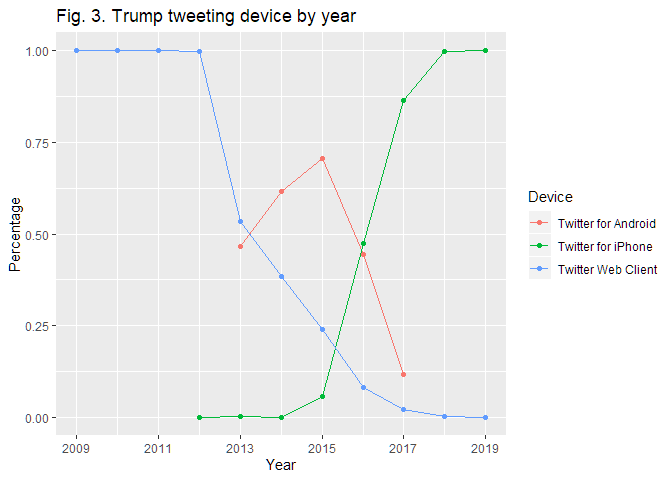 Fig. 3. Trump tweeting device by year
1.00
0.75
0.50
0.25
0.00
Percentage
2009 2011 2013 2015 2017 2019
Year
Device
Twitter for Android
Twitter for iPhone
Twitter Web Client